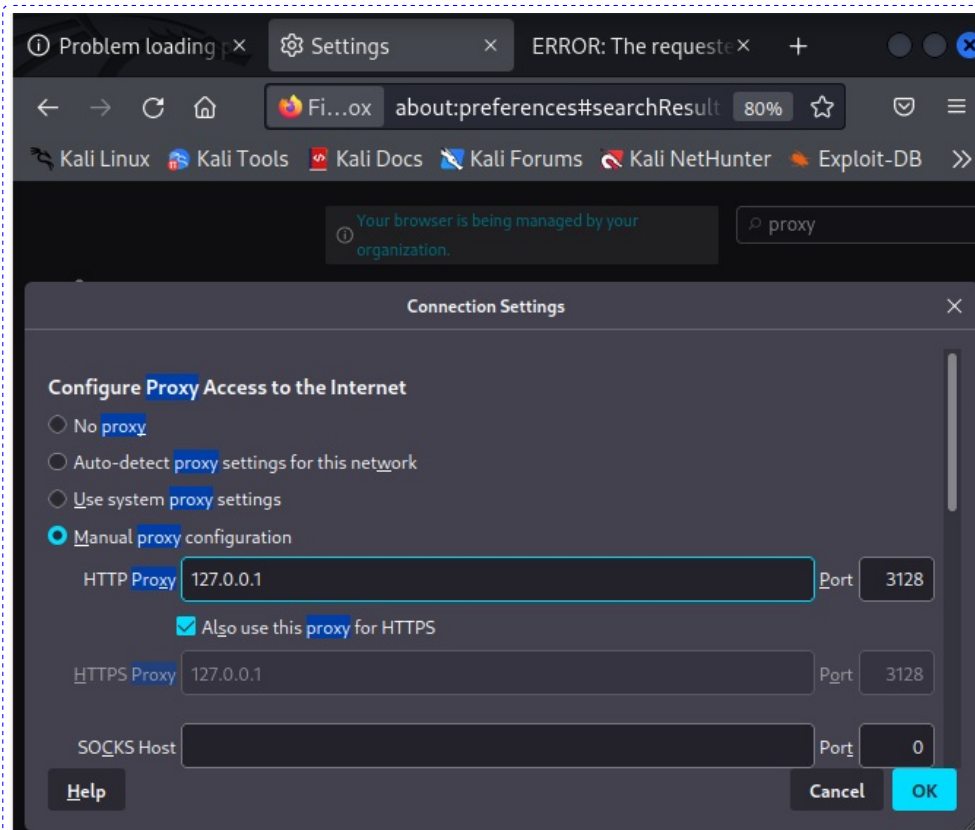 Problem loading p
Settings
ERROR: The requeste
Fi...ox about:preferences#searchResult 80%
Kali Linux Kali Tools Kali Docs Kali Forums Kali NetHunter Exploit-DB
Your browser is being managed by your
organization.
proxy
Connection Settings
Configure Proxy Access to the Internet
No proxy
Auto-detect proxy settings for this network
Use system proxy settings
Manual proxy configuration
HTTP Proxy 127.0.0.1 Port 3128
Also use this proxy for HTTPS
HTTPS Proxy 127.0.0.1 Port 3128
SOCKS Host Port 0
Help Cancel OK